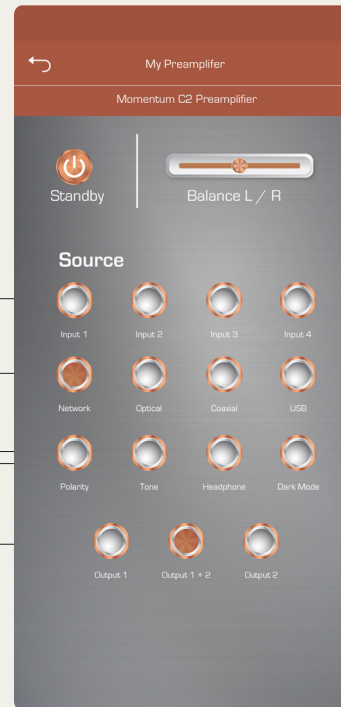 My Preamplifer
Momentum C2 Preamplifier
Standby
Balance L / R
Source
Input 1 Input 2 Input 3 Input 4
Network Optical Coaxial USB
Polarity Tone Headphone Dark Mode
Output 1 Output 1 + 2 Output 2